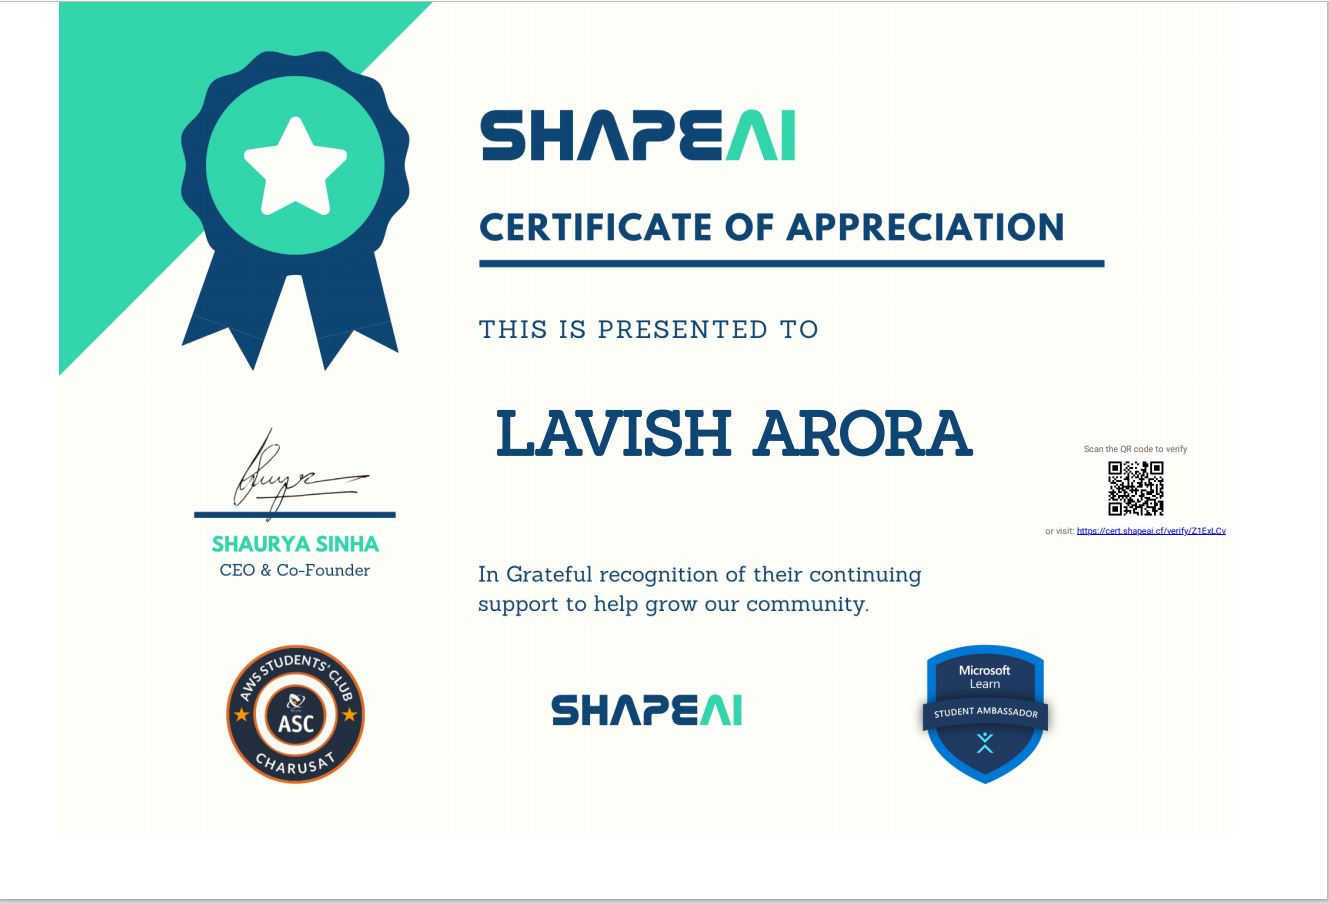 SHAPEAI
CERTIFICATE OF APPRECIATION
THIS IS PRESENTED TO
LAVISH ARORA
Scan the QR code to verify
or visit: https://cert.shapeai.cf/verify/Z1ExLCv
SHAURYA SINHA
CEO & Co-Founder
In Grateful recognition of their continuing
support to help grow our community.
AWS STUDENTS' CLUB
ASC
CHARUSAT
SHAPEAI
Microsoft
Learn
STUDENT AMBASSADOR